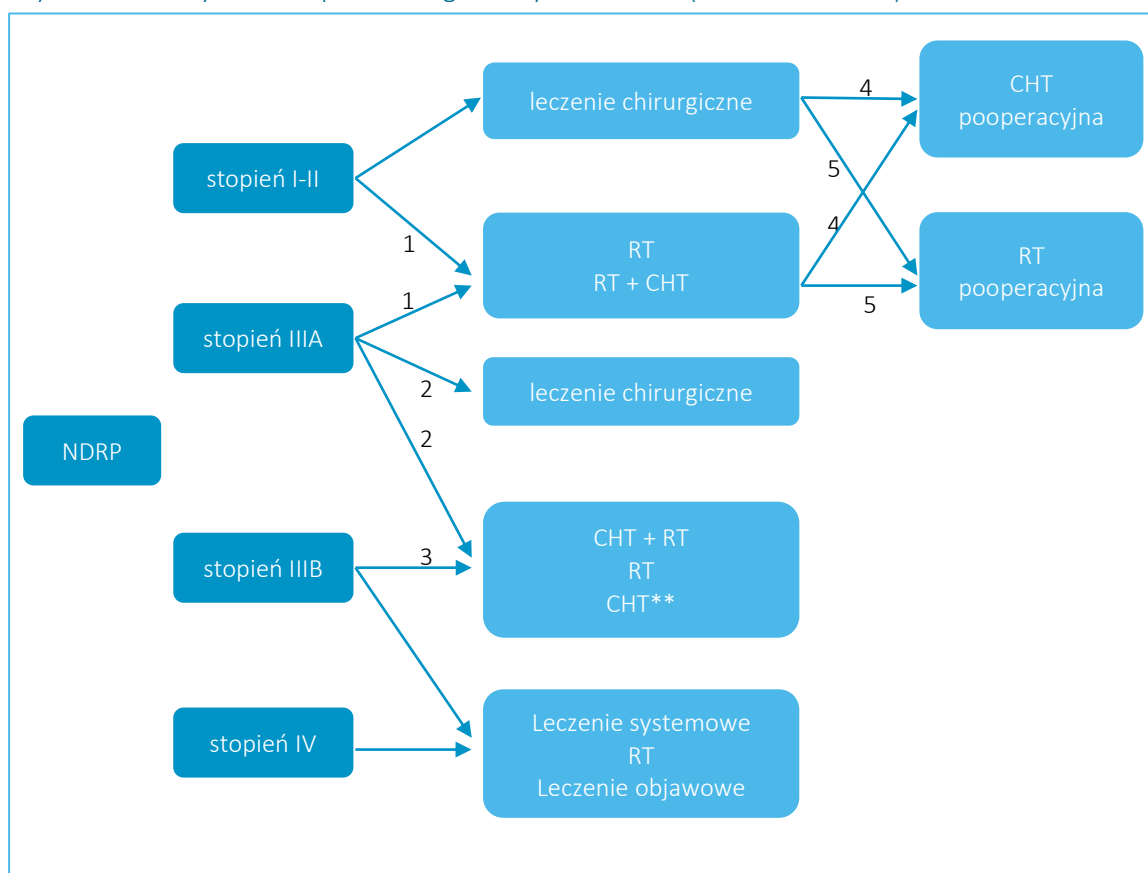 leczenie chirurgiczne
4
CHT
pooperacyjna
stopień I-II
5
4
1
RT
RT + CHT
RT
pooperacyjna
1
5
stopień IIIA
2
leczenie chirurgiczne
2
NDRP
CHT + RT
RT
CHT**
stopień IIIB
3
Leczenie systemowe
RT
Leczenie objawowe
stopień IV